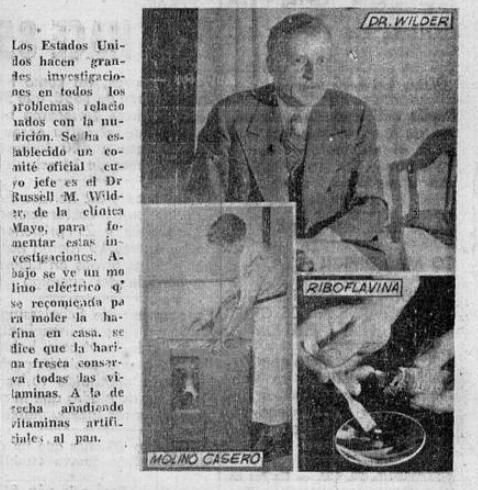 Los Estados Uni-
dos hacen gran-
des investigacio-
nes en todos los
problemas relacio
nados con la nu-
rición. Se ha es-
tablecido un co-
mité oficial cu-
yo jefe es el Dr
Russell M. Wild-
er, de la clínica
Mayo, para fo-
mentar estas in-
vestigaciones. A-
bajo se ve un mo
lino eléctrico q'
se recomienda pa
ra moler la ha-
rina en casa. se
dice que la hari-
na fresca conser-
va todas las vi-
taminas. A la de
recha añadiendo
vitaminas artifi-
ciales al pan.
DR. WILDER
RIBOFLAVINA
MOLINO CASERO